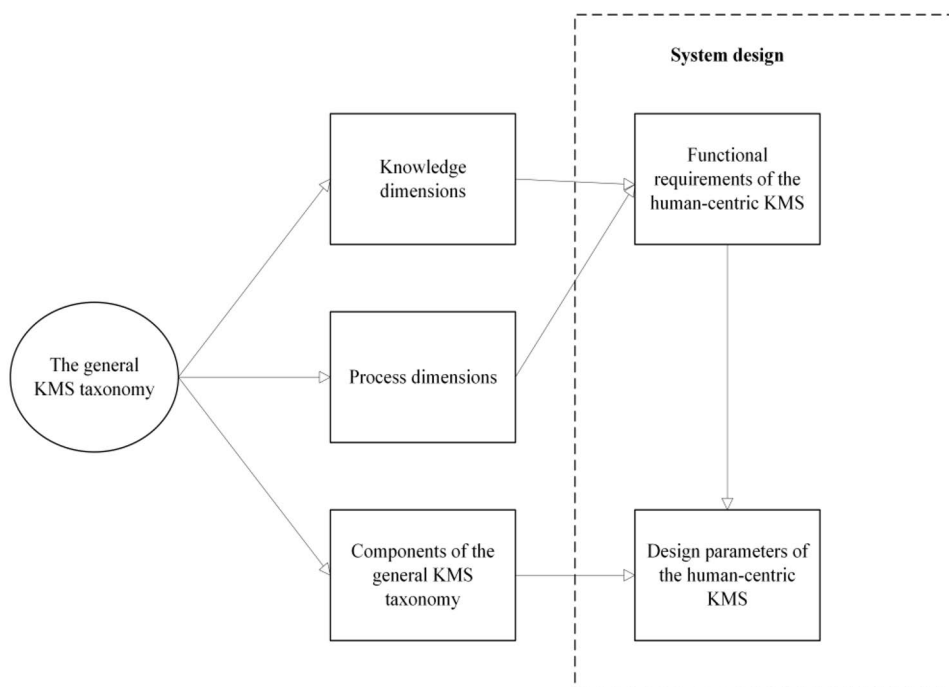 System design
Knowledge
dimensions
Functional
requirements of the
human-centric KMS
The general
KMS taxonomy
Process dimensions
Components of the
general KMS
taxonomy
Design parameters of
the human-centric
KMS